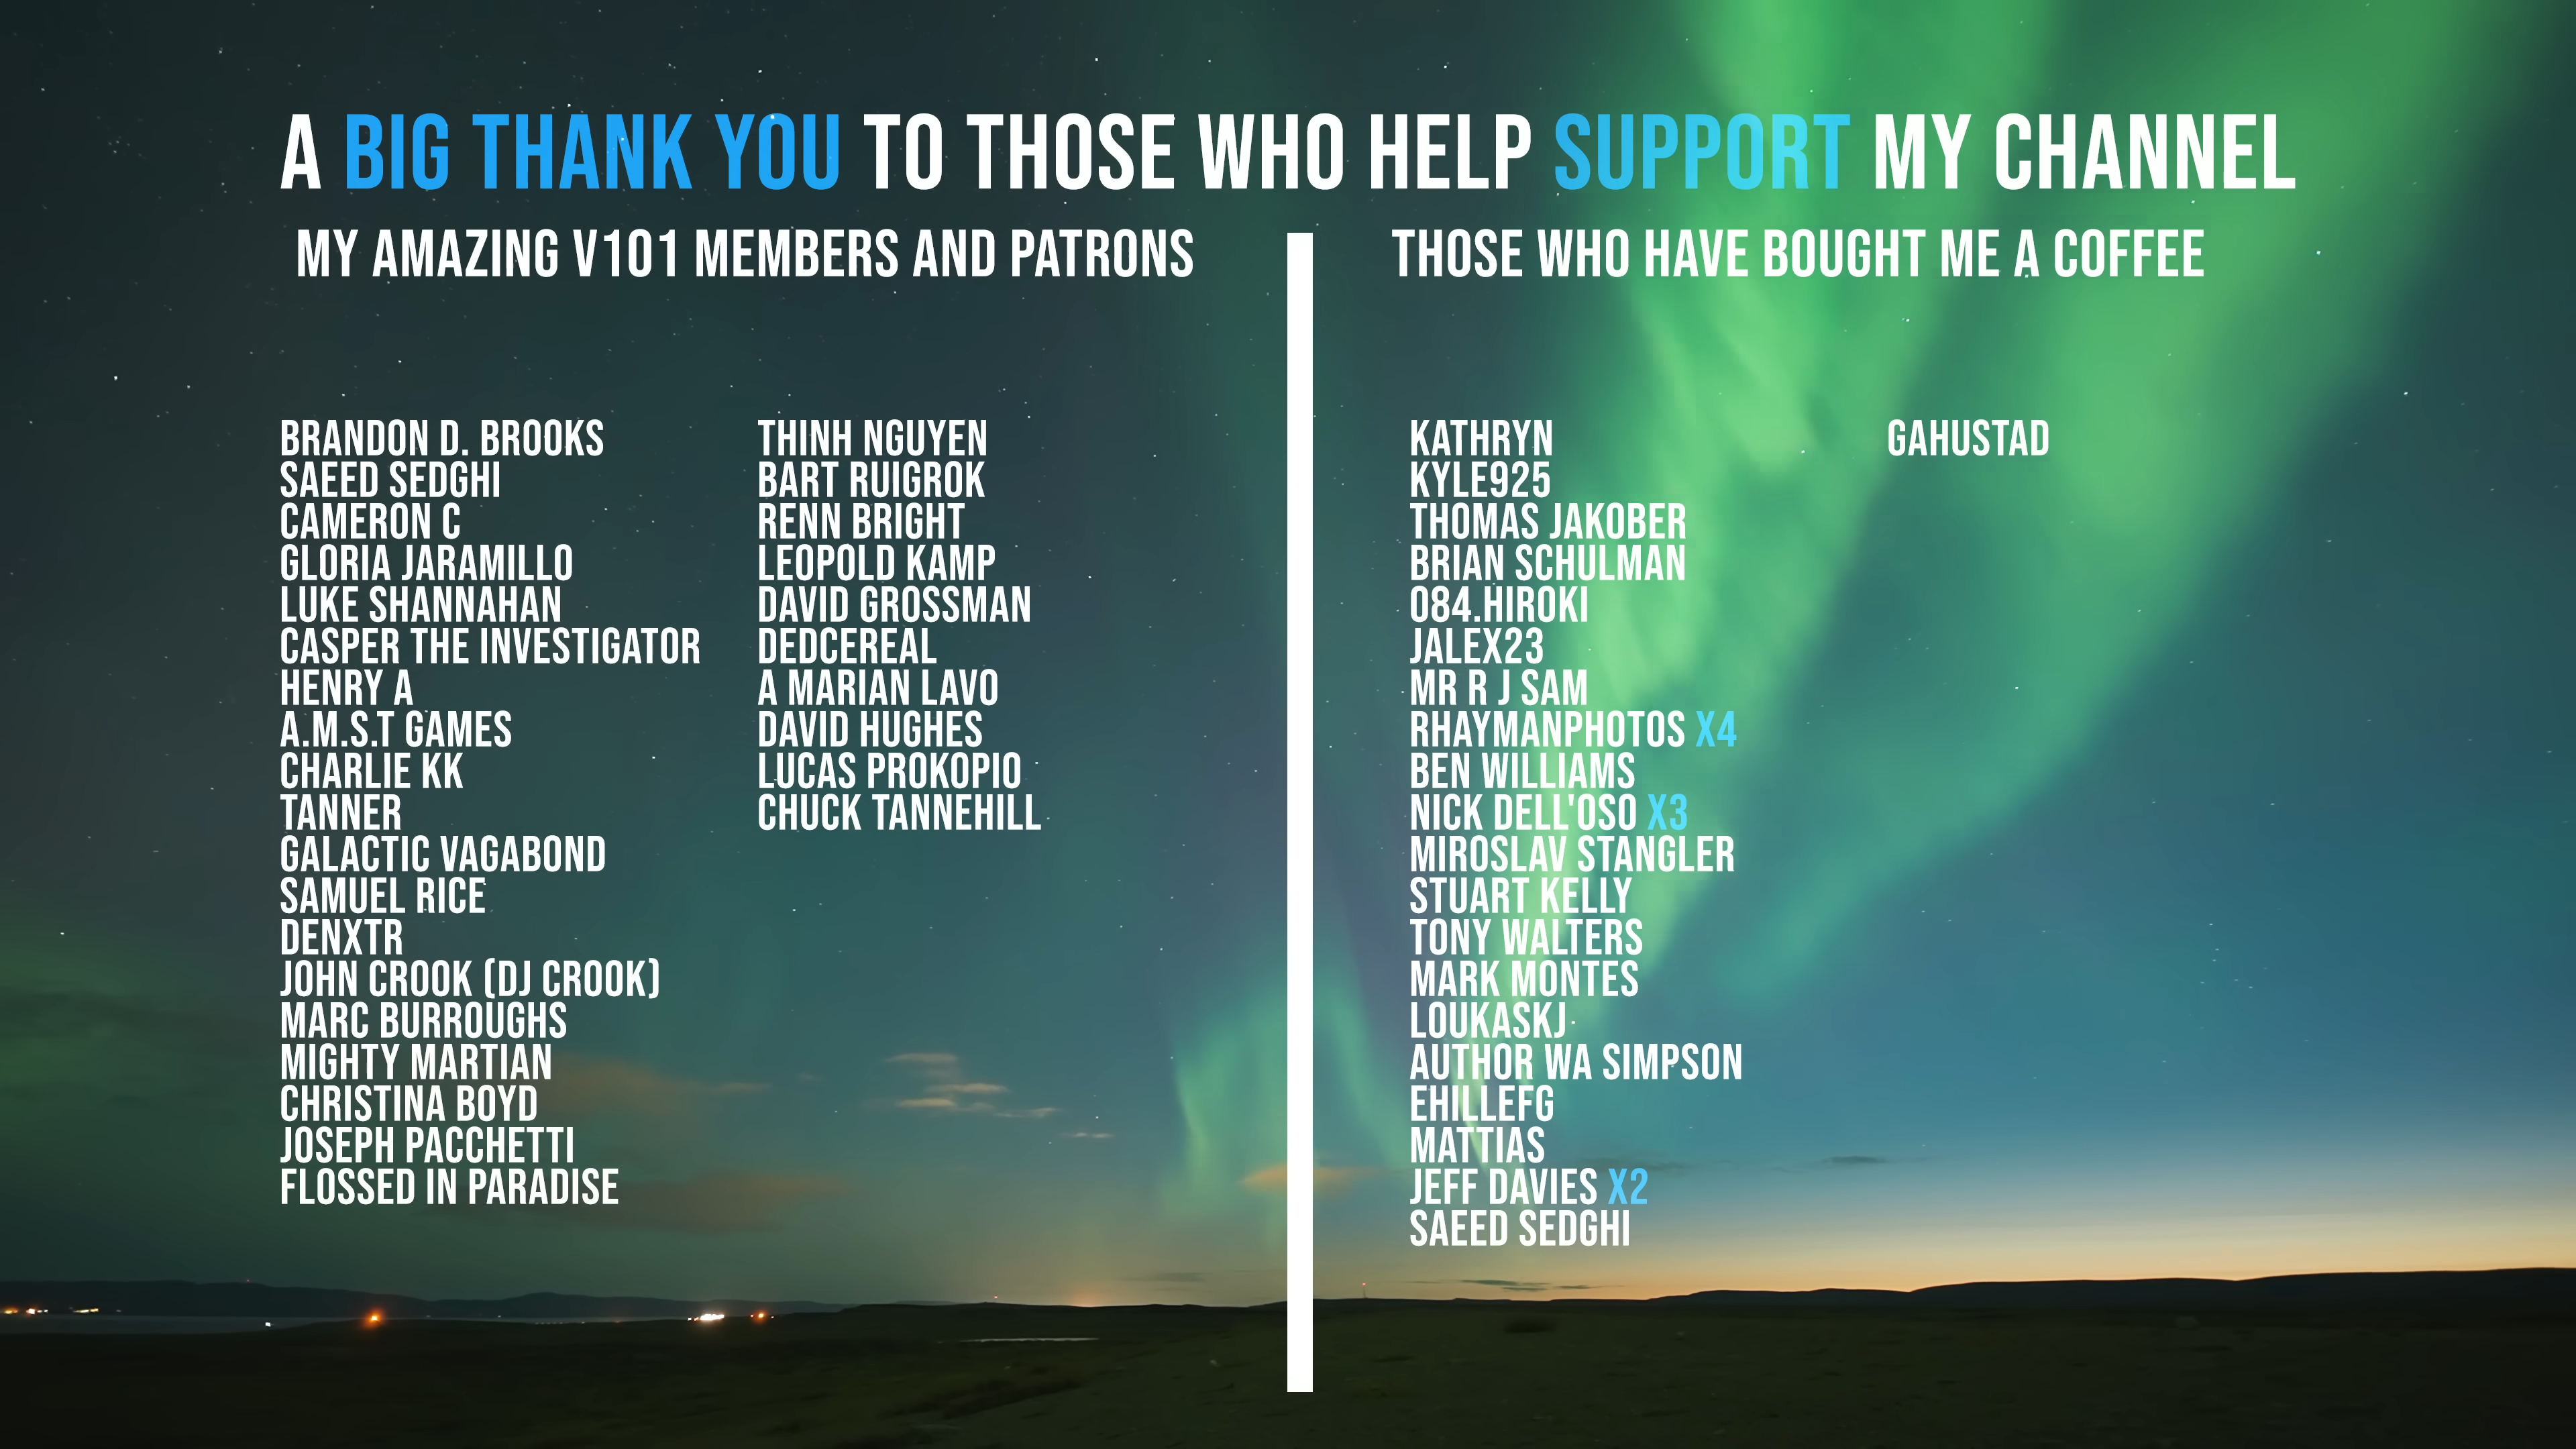 A BIG THANK YOU TO THOSE WHO HELP SUPPORT MY CHANNEL
MY AMAZING V101 MEMBERS AND PATRONS
BRANDON D. BROOKS
SAEED SEDGHI
CAMERON C
GLORIA JARAMILLO
LUKE SHANNAHAN
CASPER THE INVESTIGATOR
HENRY A
A.M.S.T GAMES
CHARLIE KK
TANNER
GALACTIC VAGABOND
SAMUEL RICE
DENXTR
JOHN CROOK (DJ CROOK)
MARC BURROUGHS
MIGHTY MARTIAN
CHRISTINA BOYD
JOSEPH PACCHETTI
FLOSSED IN PARADISE
THINH NGUYEN
BART RUIGROK
RENN BRIGHT
LEOPOLD KAMP
DAVID GROSSMAN
DEDCEREAL
A MARIAN LAVO
DAVID HUGHES
LUCAS PROKOPIO
CHUCK TANNEHILL
THOSE WHO HAVE BOUGHT ME A COFFEE
KATHRYN
KYLE925
THOMAS JAKOBER
BRIAN SCHULMAN
084.HIROKI
JALEX23
MR R J SAM
RHAYMANPHOTOS X4
BEN WILLIAMS
NICK DELL'OSO X3
MIROSLAV STANGLER
STUART KELLY
TONY WALTERS
MARK MONTES
LOUKASKJ
AUTHOR WA SIMPSON
EHILLEFG
MATTIAS
JEFF DAVIES X2
SAEED SEDGHI
GAHUSTAD